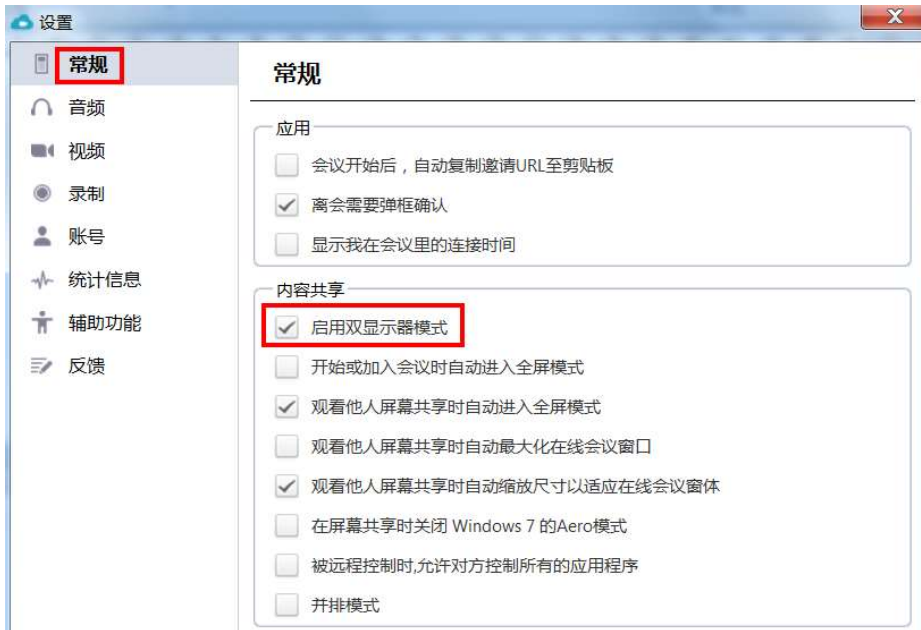 设置
常规
音频
视频
录制
账号
统计信息
辅助功能
反馈
常规
应用
会议开始后，自动复制邀请URL至剪贴板
离会需要弹框确认
显示我在会议里的连接时间
内容共享
启用双显示器模式
开始或加入会议时自动进入全屏模式
观看他人屏幕共享时自动进入全屏模式
观看他人屏幕共享时自动最大化在线会议窗口
观看他人屏幕共享时自动缩放尺寸以适应在线会议窗体
在屏幕共享时关闭 Windows 7 的Aero模式
被远程控制时,允许对方控制所有的应用程序
并排模式